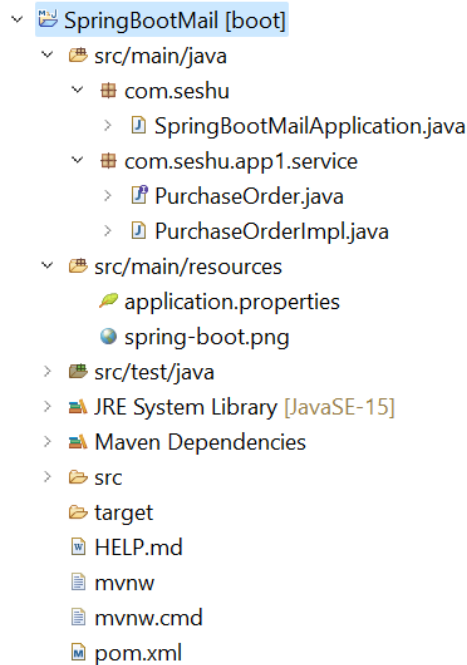 SpringBootMail [boot]
src/main/java
com.seshu
SpringBootMailApplication.java
com.seshu.app1.service
PurchaseOrder.java
PurchaseOrderImpl.java
src/main/resources
application.properties
spring-boot.png
src/test/java
JRE System Library [JavaSE-15]
Maven Dependencies
src
target
HELP.md
mvnw
mvnw.cmd
pom.xml